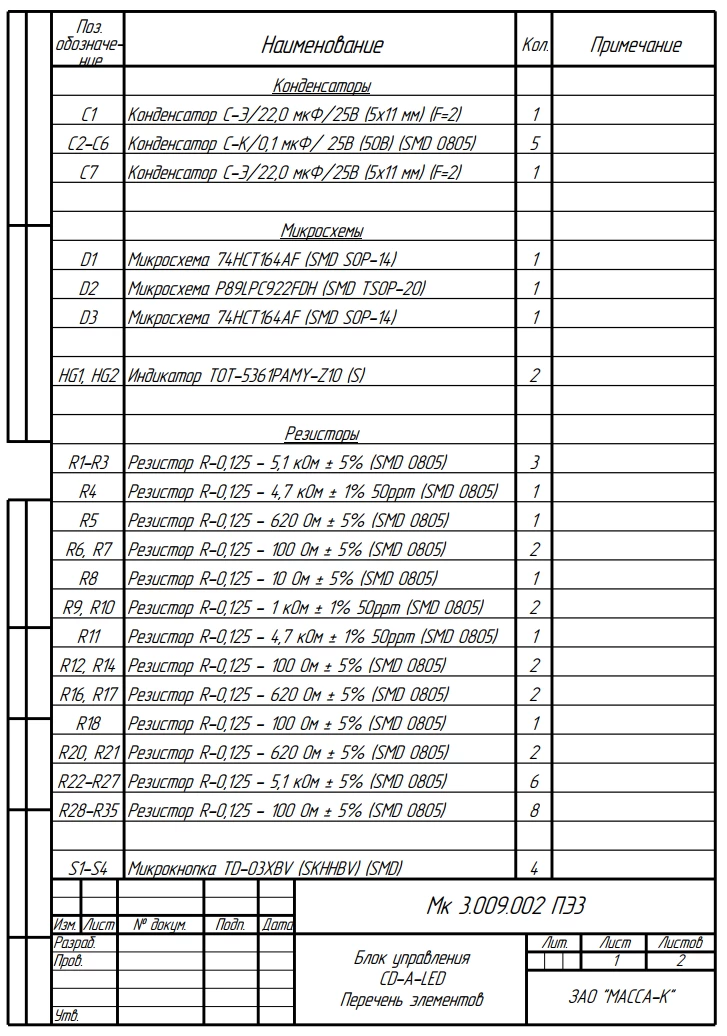 Поз. обозначе- ние Наименование Кол. Примечание
Конденсаторы
С1 Конденсатор С-Э/22,0 мкФ/25В (5х11 мм) (F=2) 1
С2-С6 Конденсатор С-К/0,1 мкФ/ 25В (50В) (SMD 0805) 5
С7 Конденсатор С-Э/22,0 мкФ/25В (5х11 мм) (F=2) 1
Микросхемы
D1 Микросхема 74HCT164AF (SMD SOP-14) 1
D2 Микросхема P89LPC922FDH (SMD TSOP-20) 1
D3 Микросхема 74HCT164AF (SMD SOP-14) 1
HG1, HG2 Индикатор TOT-5361PAMY-Z10 (S) 2
Резисторы
R1-R3 Резистор R-0,125 - 5,1 кОм ± 5% (SMD 0805) 3
R4 Резистор R-0,125 - 4,7 кОм ± 1% 50ppm (SMD 0805) 1
R5 Резистор R-0,125 - 620 Ом ± 5% (SMD 0805) 1
R6, R7 Резистор R-0,125 - 100 Ом ± 5% (SMD 0805) 2
R8 Резистор R-0,125 - 10 Ом ± 5% (SMD 0805) 1
R9, R10 Резистор R-0,125 - 1 кОм ± 1% 50ppm (SMD 0805) 2
R11 Резистор R-0,125 - 4,7 кОм ± 1% 50ppm (SMD 0805) 1
R12, R14 Резистор R-0,125 - 100 Ом ± 5% (SMD 0805) 2
R16, R17 Резистор R-0,125 - 620 Ом ± 5% (SMD 0805) 2
R18 Резистор R-0,125 - 100 Ом ± 5% (SMD 0805) 1
R20, R21 Резистор R-0,125 - 620 Ом ± 5% (SMD 0805) 2
R22-R27 Резистор R-0,125 - 5,1 кОм ± 5% (SMD 0805) 6
R28-R35 Резистор R-0,125 - 100 Ом ± 5% (SMD 0805) 8
S1-S4 Микрокнопка TD-03XBV (SKHHBV) (SMD) 4
Мк 3.009.002 ПЭ3
Изм. Лист № докум. Подп. Дата
Разраб.
Пров.
Утв.
Блок управления
CD-A-LED
Перечень элементов
Лит. Лист Листов
1 2
ЗАО "МАССА-К"